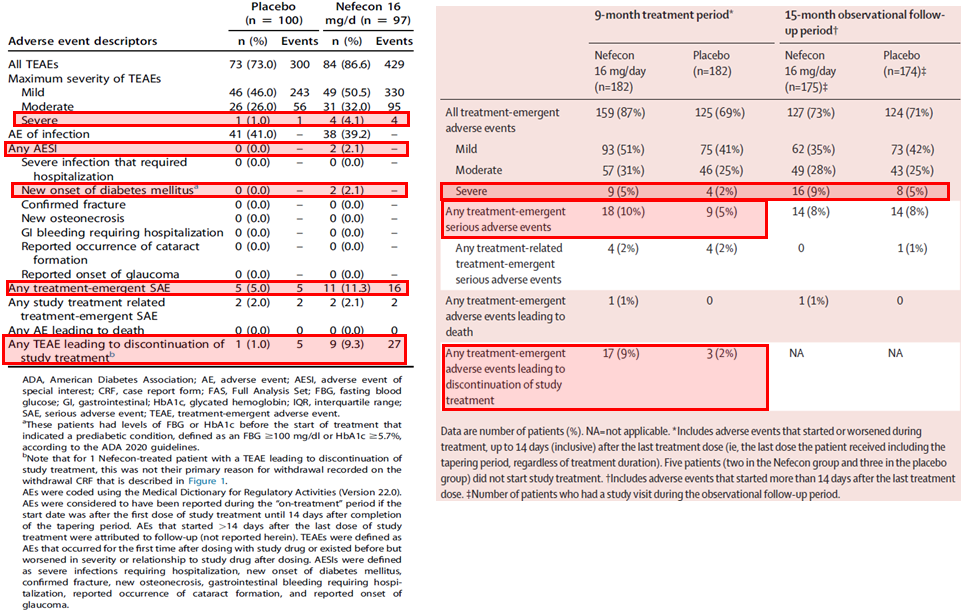 Placebo
(n = 100)
Nefecon 16
mg/d (n = 97)
Adverse event descriptors n (%) Events n (%) Events
All TEAEs 73 (73.0) 300 84 (86.6) 429
Maximum severity of TEAEs
Mild 46 (46.0) 243 49 (50.5) 330
Moderate 26 (26.0) 56 31 (32.0) 95
Severe 1 (1.0) 1 4 (4.1) 4
AE of infection 41 (41.0) – 38 (39.2) –
Any AESI 0 (0.0) – 2 (2.1) –
Severe infection that required
hospitalization 0 (0.0) – 0 (0.0) –
New onset of diabetes mellitusᵃ 0 (0.0) – 2 (2.1) –
Confirmed fracture 0 (0.0) – 0 (0.0) –
New osteonecrosis 0 (0.0) – 0 (0.0) –
GI bleeding requiring hospitalization 0 (0.0) – 0 (0.0) –
Reported occurrence of cataract
formation 0 (0.0) – 0 (0.0) –
Reported onset of glaucoma 0 (0.0) – 0 (0.0) –
Any treatment-emergent SAE 5 (5.0) 5 11 (11.3) 16
Any study treatment related
treatment-emergent SAE 2 (2.0) 2 2 (2.1) 2
Any AE leading to death 0 (0.0) 0 0 (0.0) 0
Any TEAE leading to discontinuation of
study treatmentᵇ 1 (1.0) 5 9 (9.3) 27
ADA, American Diabetes Association; AE, adverse event; AESI, adverse event of
special interest; CRF, case report form; FAS, Full Analysis Set; FBG, fasting blood
glucose; GI, gastrointestinal; HbA1c, glycated hemoglobin; IQR, interquartile range;
SAE, serious adverse event; TEAE, treatment-emergent adverse event.
ᵃThese patients had levels of FBG or HbA1c before the start of treatment that
indicated a prediabetic condition, defined as an FBG ≥100 mg/dl or HbA1c ≥5.7%,
according to the ADA 2020 guidelines.
ᵇNote that for 1 Nefecon-treated patient with a TEAE leading to discontinuation of
study treatment, this was not their primary reason for withdrawal recorded on the
withdrawal CRF that is described in Figure 1.
AEs were coded using the Medical Dictionary for Regulatory Activities (Version 22.0).
AEs were considered to have been reported during the “on-treatment” period if the
start date was after the first dose of study treatment until 14 days after completion
of the tapering period. AEs that started >14 days after the last dose of study
treatment were attributed to follow-up (not reported herein). TEAEs were defined as
AEs that occurred for the first time after dosing with study drug or existed before but
worsened in severity or relationship to study drug after dosing. AESIs were defined
as severe infections requiring hospitalization, new onset of diabetes mellitus,
confirmed fracture, new osteonecrosis, gastrointestinal bleeding requiring hospi-
talization, reported occurrence of cataract formation, and reported onset of
glaucoma.
9-month treatment period*
15-month observational follow-
up period†
Nefecon
16 mg/day
(n=182)
Placebo
(n=182)
Nefecon
16 mg/day
(n=175)‡
Placebo
(n=174)‡
All treatment-emergent 159 (87%) 125 (69%) 127 (73%) 124 (71%)
adverse events
Mild 93 (51%) 75 (41%) 62 (35%) 73 (42%)
Moderate 57 (31%) 46 (25%) 49 (28%) 43 (25%)
Severe 9 (5%) 4 (2%) 16 (9%) 8 (5%)
Any treatment-emergent 18 (10%) 9 (5%) 14 (8%) 14 (8%)
serious adverse events
Any treatment-related 4 (2%) 4 (2%) 0 1 (1%)
treatment-emergent
serious adverse events
Any treatment-emergent 1 (1%) 0 1 (1%) 0
adverse events leading to
death
Any treatment-emergent 17 (9%) 3 (2%) NA NA
adverse events leading to
discontinuation of study
treatment
Data are number of patients (%). NA=not applicable. *Includes adverse events that started or worsened during
treatment, up to 14 days (inclusive) after the last treatment dose (ie, the last dose the patient received including the
tapering period, regardless of treatment duration). Five patients (two in the Nefecon group and three in the placebo
group) did not start study treatment. †Includes adverse events that started more than 14 days after the last treatment
dose. ‡Number of patients who had a study visit during the observational follow-up period.